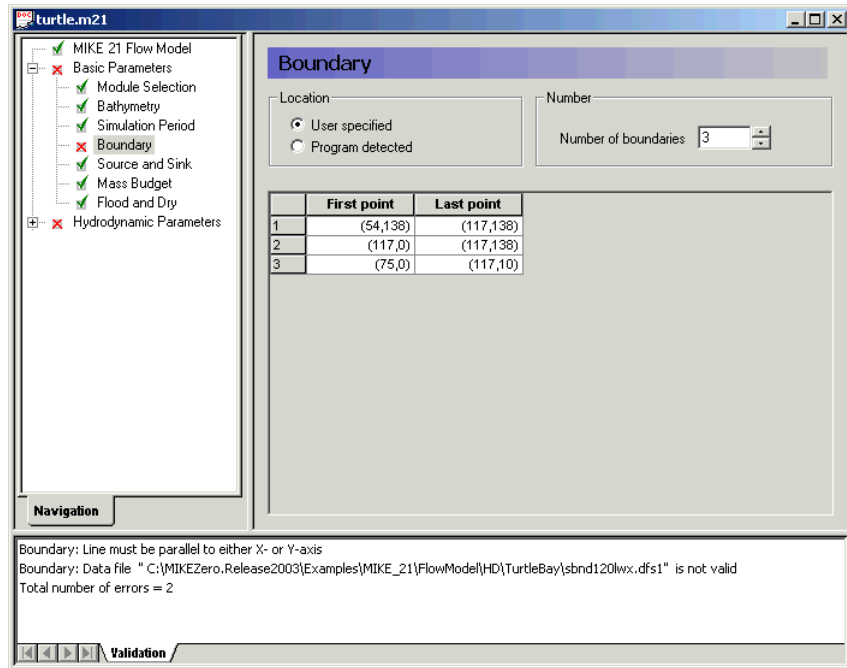 turtle.m21
MIKE 21 Flow Model
Basic Parameters
Module Selection
Bathymetry
Simulation Period
Boundary
Source and Sink
Mass Budget
Flood and Dry
Hydrodynamic Parameters
Navigation
Boundary
Location
User specified
Program detected
Number
Number of boundaries 3
First point Last point
1 (54,138) (117,138)
2 (117,0) (117,138)
3 (75,0) (117,10)
Boundary: Line must be parallel to either X- or Y-axis
Boundary: Data file " C:\MIKEZero.Release2003\Examples\MIKE_21\FlowModel\HD\TurtleBay\sbnd120lwx.dfs1" is not valid
Total number of errors = 2
Validation